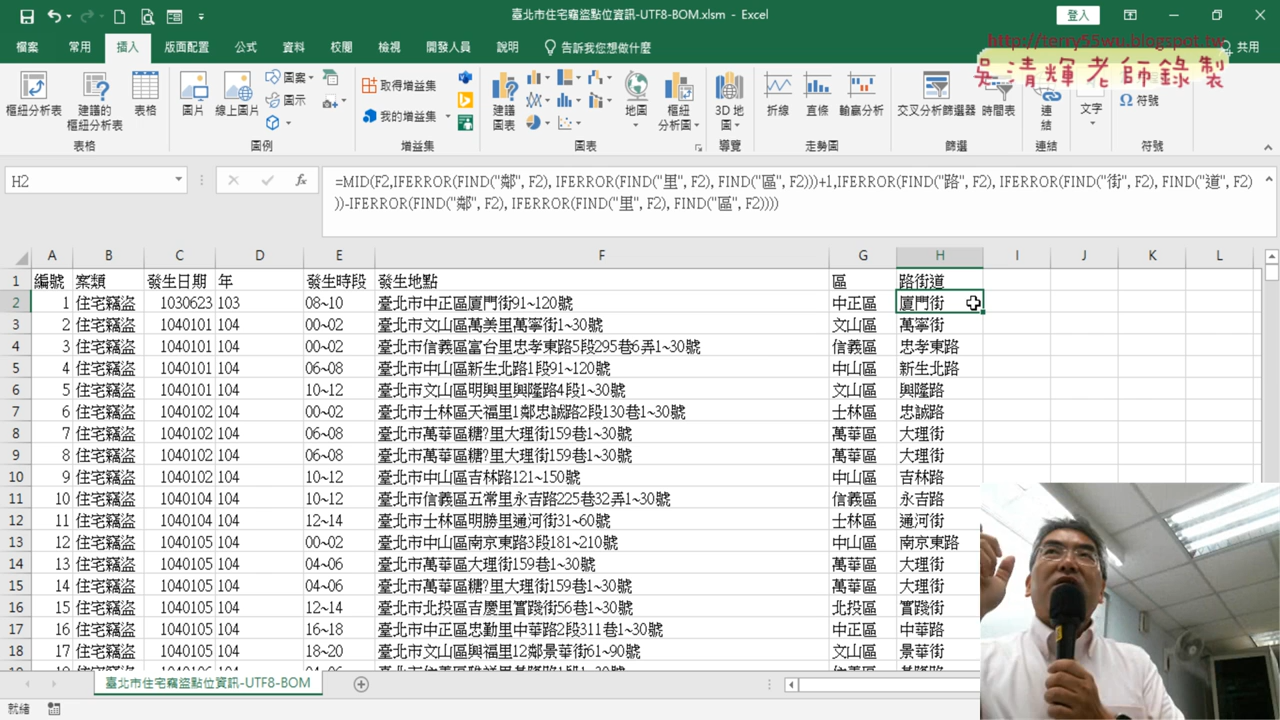 臺北市住宅竊盜點位資訊-UTF8-BOM.xlsm - Excel
登入
檔案 常用 插入 版面配置 公式 資料 校閱 檢視 開發人員 說明 告訴我您想做什麼 共用
http://terry55wu.blogspot.tw
吳清輝老師錄製
樞紐分析表 建議的樞紐分析表 表格 圖片 線上圖片 圖案 圖示 取得增益集 我的增益集 建議圖表 地圖 樞紐分析圖 3D 地圖 折線 直條 輸贏分析 交叉分析篩選器 時間表 連結 文字 符號
表格 圖例 增益集 圖表 導覽 走勢圖 篩選 連結 符號
H2
=MID(F2,IFERROR(FIND("鄰", F2), IFERROR(FIND("里", F2), FIND("區", F2)))+1,IFERROR(FIND("路", F2), IFERROR(FIND("街", F2), FIND("道", F2)
))-IFERROR(FIND("鄰", F2), IFERROR(FIND("里", F2), FIND("區", F2))))
A B C D E F G H I J K L
1 編號 案類 發生日期 年 發生時段 發生地點 區 路街道
2 1 住宅竊盜 1030623 103 08~10 臺北市中正區廈門街91~120號 中正區 廈門街
3 2 住宅竊盜 1040101 104 00~02 臺北市文山區萬美里萬寧街1~30號 文山區 萬寧街
4 3 住宅竊盜 1040101 104 00~02 臺北市信義區富台里忠孝東路5段295巷6弄1~30號 信義區 忠孝東路
5 4 住宅竊盜 1040101 104 06~08 臺北市中山區新生北路1段91~120號 中山區 新生北路
6 5 住宅竊盜 1040101 104 10~12 臺北市文山區明興里興隆路4段1~30號 文山區 興隆路
7 6 住宅竊盜 1040102 104 00~02 臺北市士林區天福里1鄰忠誠路2段130巷1~30號 士林區 忠誠路
8 7 住宅竊盜 1040102 104 06~08 臺北市萬華區糖?里大理街159巷1~30號 萬華區 大理街
9 8 住宅竊盜 1040102 104 06~08 臺北市萬華區糖?里大理街159巷1~30號 萬華區 大理街
10 9 住宅竊盜 1040102 104 10~12 臺北市中山區吉林路121~150號 中山區 吉林路
11 10 住宅竊盜 1040104 104 10~12 臺北市信義區五常里永吉路225巷32弄1~30號 信義區 永吉路
12 11 住宅竊盜 1040104 104 12~14 臺北市士林區明勝里通河街31~60號 士林區 通河街
13 12 住宅竊盜 1040105 104 02~04 臺北市中山區南京東路3段181~210號 中山區 南京東路
14 13 住宅竊盜 1040105 104 04~06 臺北市萬華區大理街159巷1~30號 萬華區 大理街
15 14 住宅竊盜 1040105 104 04~06 臺北市萬華區糖?里大理街159巷1~30號 萬華區 大理街
16 15 住宅竊盜 1040105 104 12~14 臺北市北投區吉慶里實踐街56巷1~30號 北投區 實踐街
17 16 住宅竊盜 1040105 104 16~18 臺北市中正區忠勤里中華路2段311巷1~30號 中正區 中華路
18 17 住宅竊盜 1040105 104 18~20 臺北市文山區興福里12鄰景華街61~90號 文山區 景華街
臺北市住宅竊盜點位資訊-UTF8-BOM
就緒